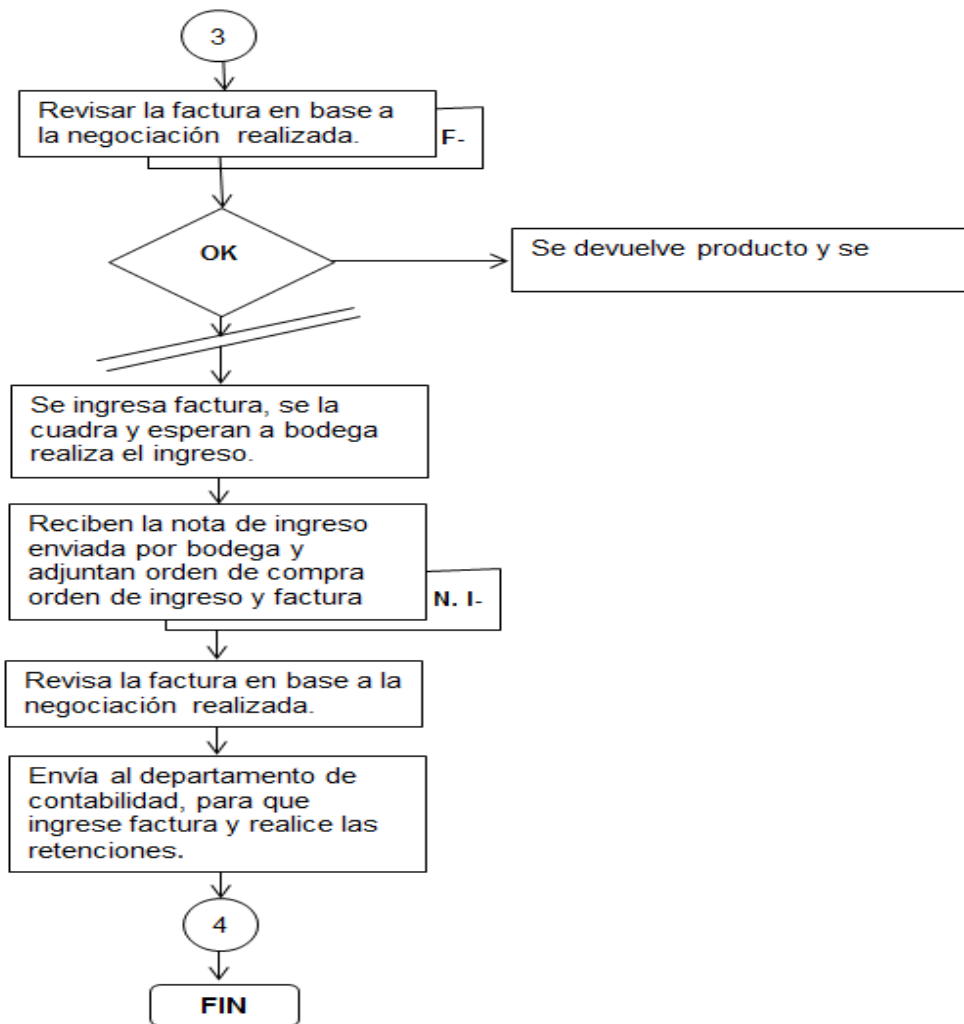 3
Revisar la factura en base a
la negociación realizada.
F-
OK
Se devuelve producto y se
Se ingresa factura, se la
cuadra y esperan a bodega
realiza el ingreso.
Reciben la nota de ingreso
enviada por bodega y
adjuntan orden de compra
orden de ingreso y factura
N. I-
Revisa la factura en base a la
negociación realizada.
Envía al departamento de
contabilidad, para que
ingrese factura y realice las
retenciones.
4
FIN